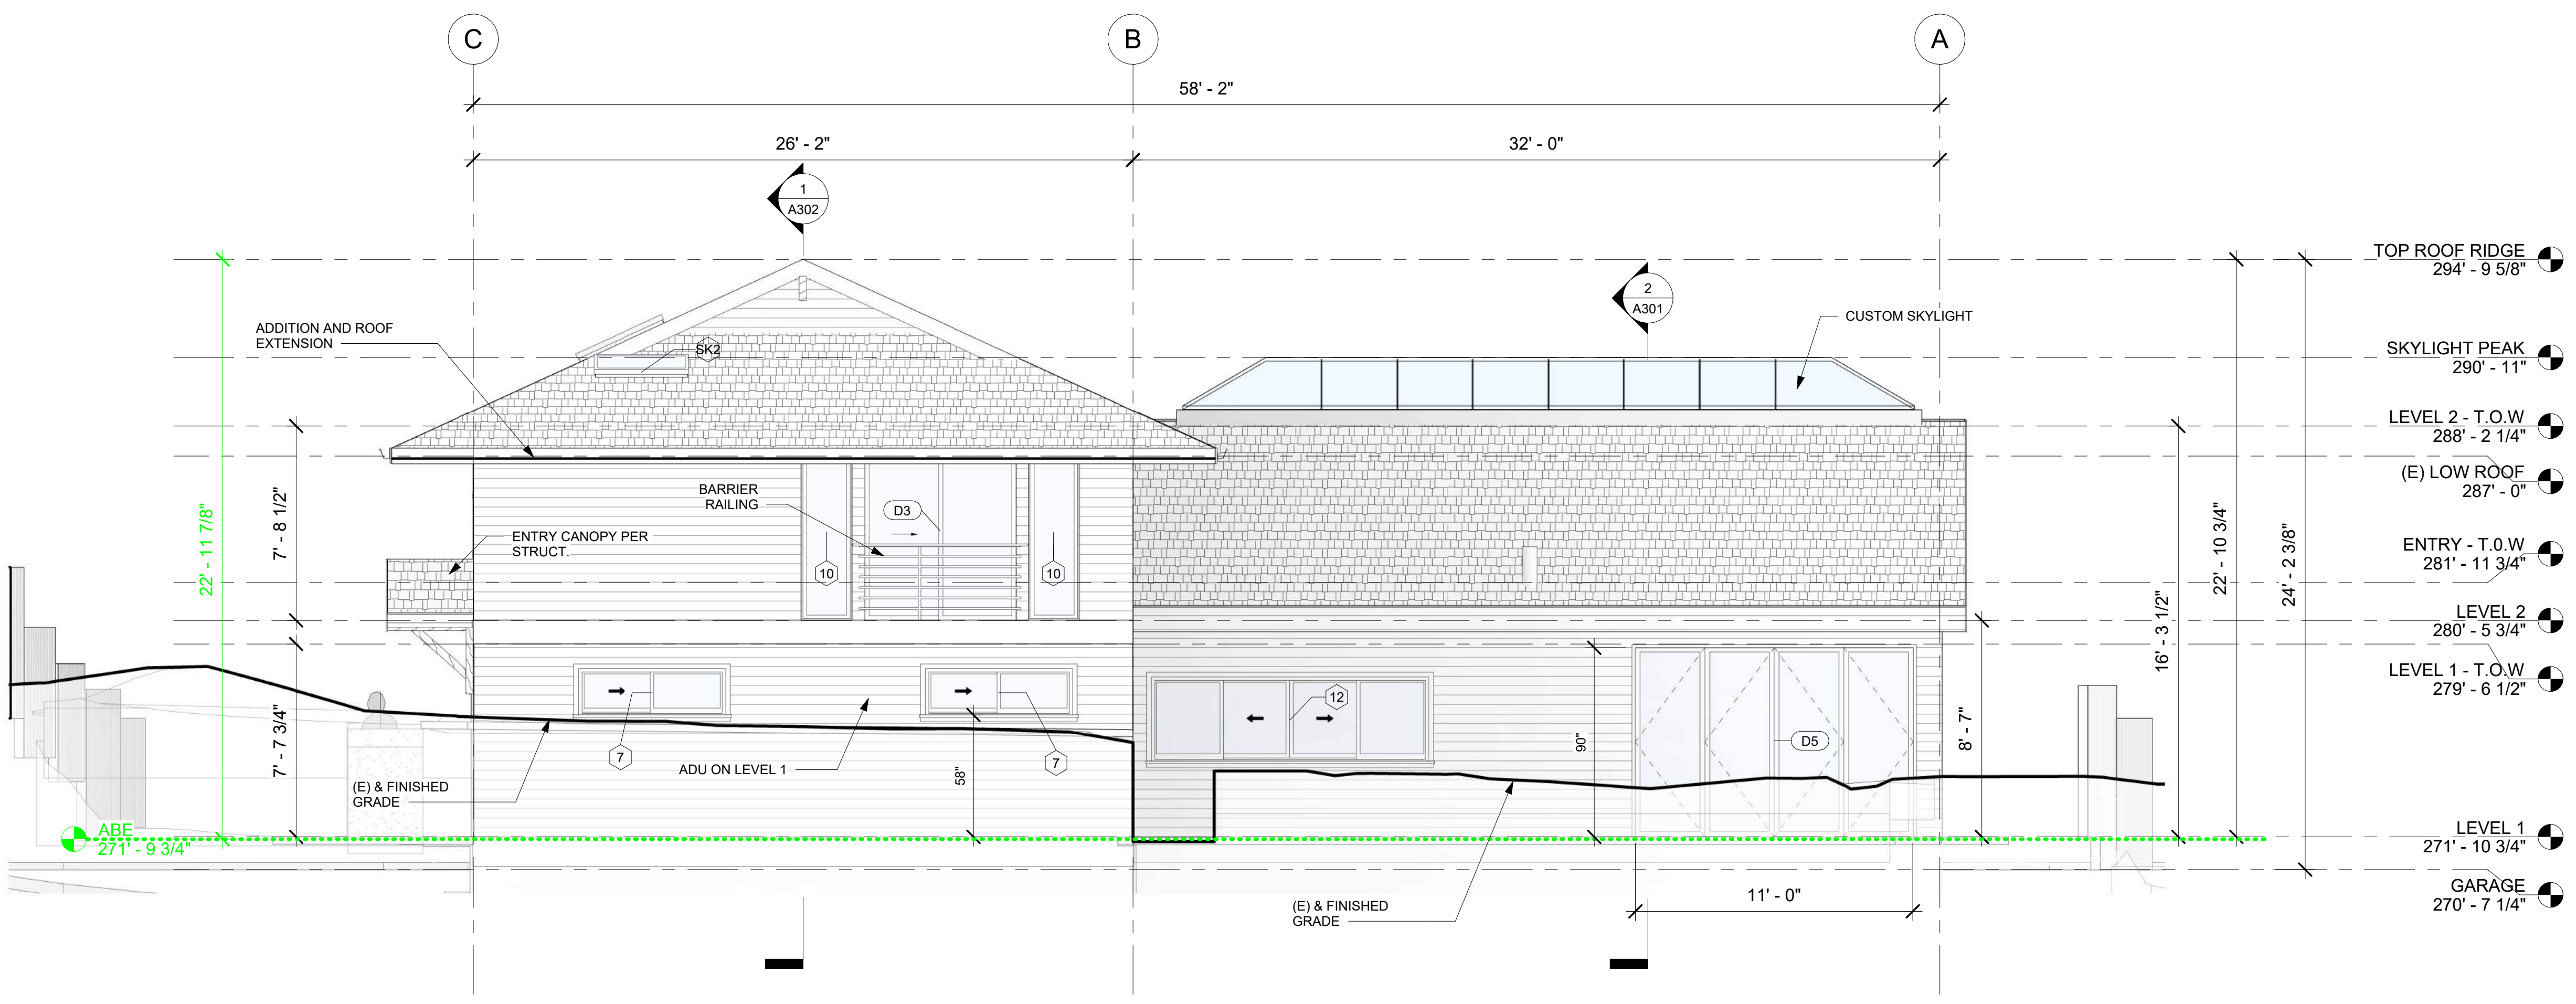 C
B
A
58' - 2"
26' - 2"
32' - 0"
1
A302
2
A301
TOP ROOF RIDGE
294' - 9 5/8"
ADDITION AND ROOF
EXTENSION
SK2
CUSTOM SKYLIGHT
SKYLIGHT PEAK
290' - 11"
LEVEL 2 - T.O.W
288' - 2 1/4"
(E) LOW ROOF
287' - 0"
BARRIER
RAILING
D3
ENTRY CANOPY PER
STRUCT.
10
10
22' - 11 7/8"
7' - 8 1/2"
22' - 10 3/4"
24' - 2 3/8"
16' - 3 1/2"
ENTRY - T.0.W
281' - 11 3/4"
LEVEL 2
280' - 5 3/4"
LEVEL 1 - T.O.W
279' - 6 1/2"
7' - 7 3/4"
12
8' - 7"
90"
D5
7
7
ADU ON LEVEL 1
58"
(E) & FINISHED
GRADE
ABE
271' - 9 3/4"
LEVEL 1
271' - 10 3/4"
11' - 0"
(E) & FINISHED
GRADE
GARAGE
270' - 7 1/4"